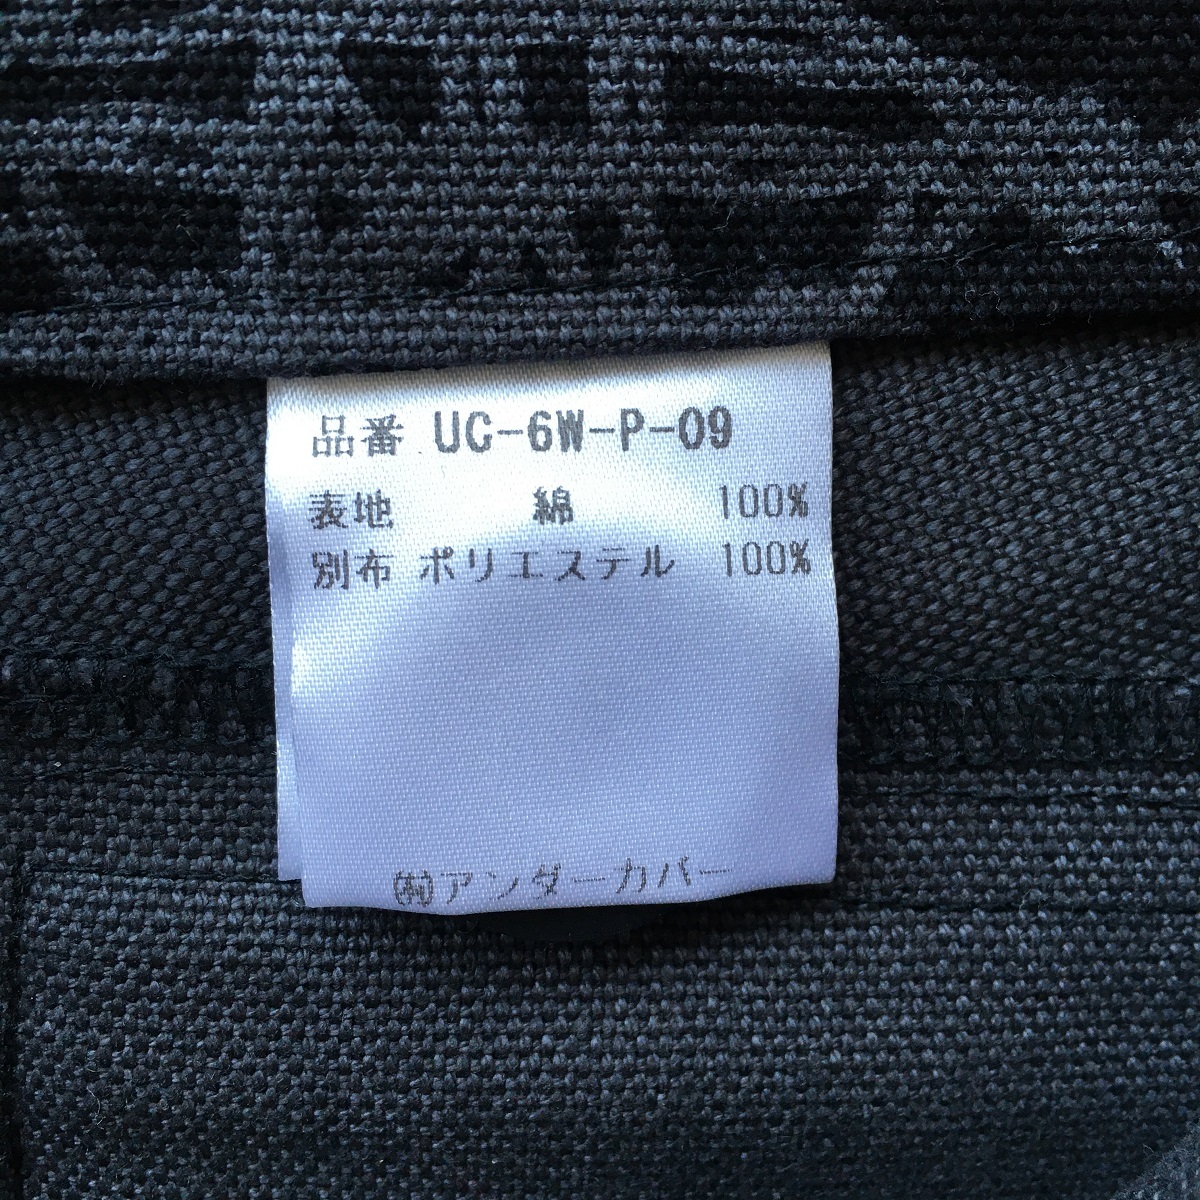 品番 UC-6W-P-09
表地 綿 100%
別布 ポリエステル 100%
㈲アンダーカバー